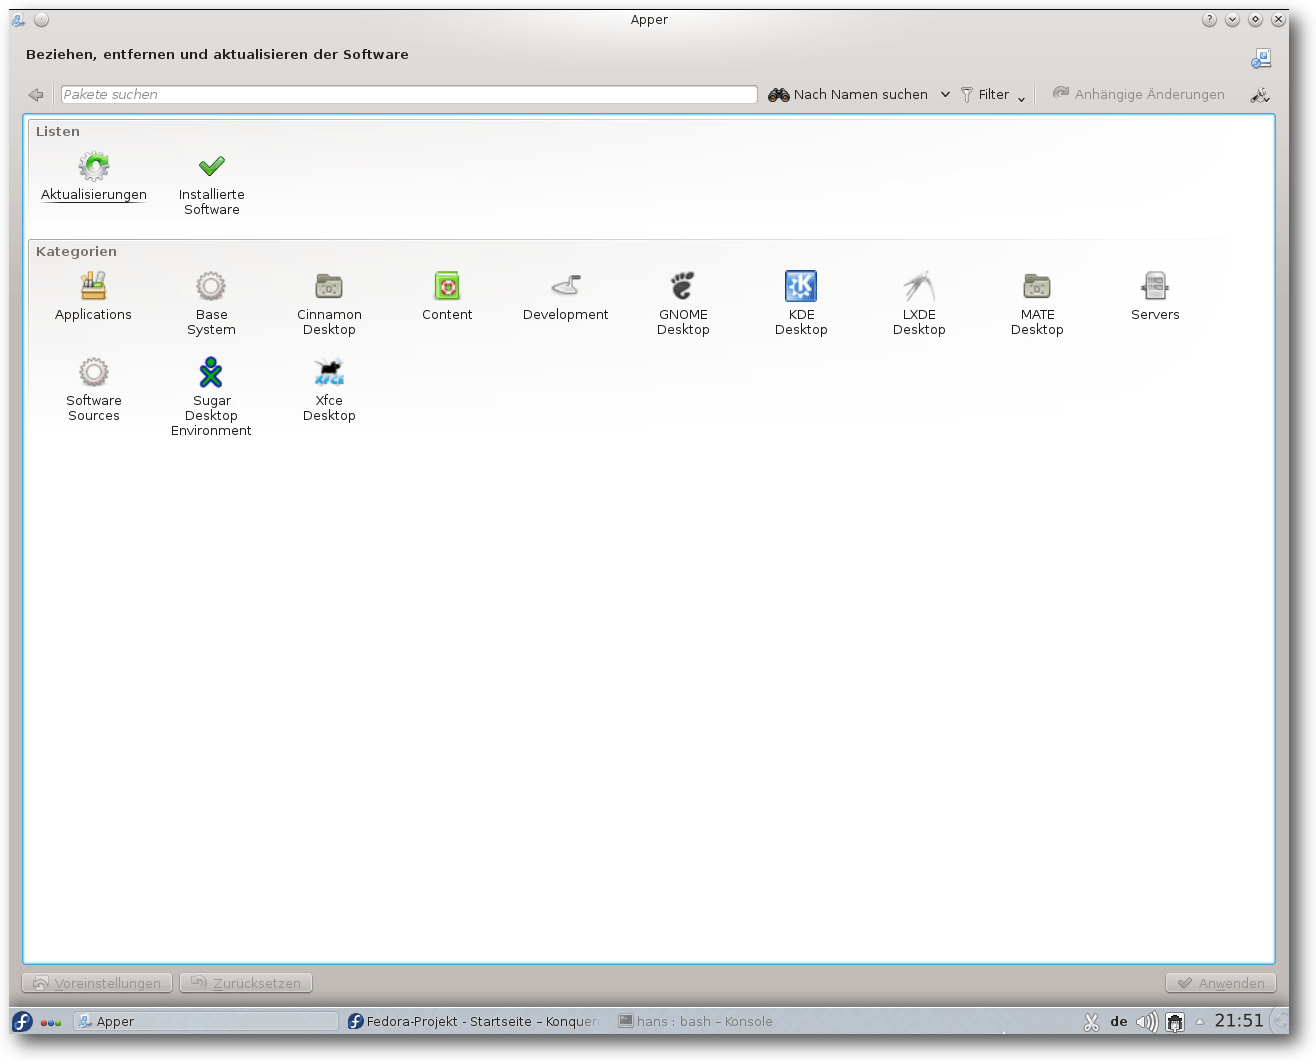 Apper
Beziehen, entfernen und aktualisieren der Software
Pakete suchen
Nach Namen suchen
Filter
Anhängige Änderungen
Listen
Aktualisierungen
Installierte
Software
Kategorien
Applications
Base
System
Cinnamon
Desktop
Content
Development
GNOME
Desktop
KDE
Desktop
LXDE
Desktop
MATE
Desktop
Servers
Software
Sources
Sugar
Desktop
Environment
Xfce
Desktop
Voreinstellungen
Zurücksetzen
Anwenden
Apper
Fedora-Projekt - Startseite – Konquer
hans : bash – Konsole
de
21:51